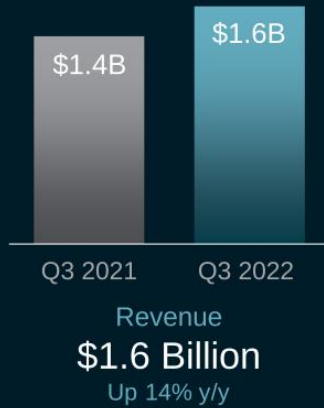 $1.4B
$1.6B
Q3 2021
Q3 2022
Revenue
$1.6 Billion
Up 14% y/y